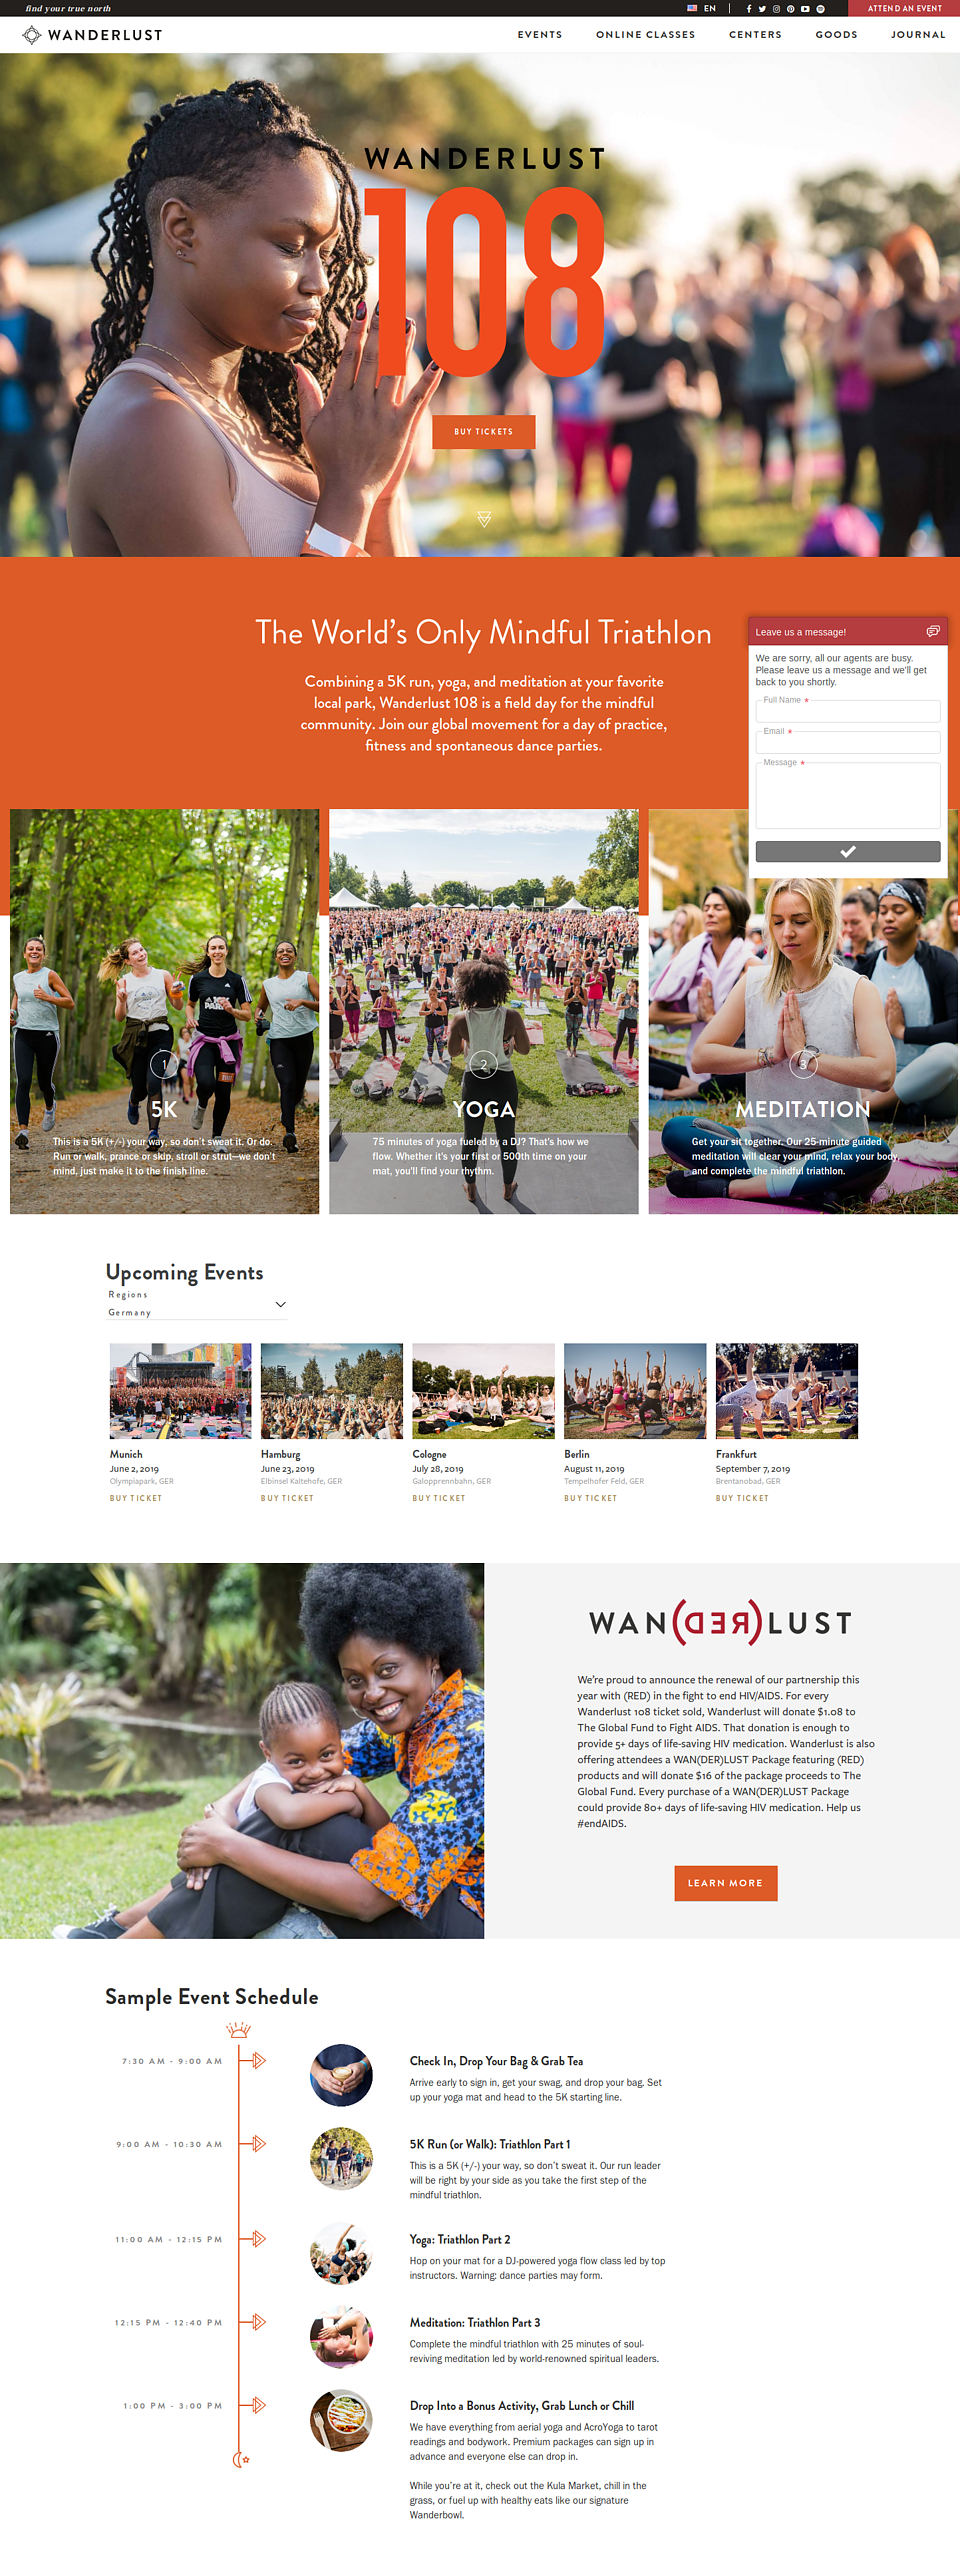 find your true north
EN
ATTEND AN EVENT
WANDERLUST
EVENTS
ONLINE CLASSES
CENTERS
GOODS
JOURNAL
WANDERLUST
108
BUY TICKETS
The World's Only Mindful Triathlon
Combining a 5K run, yoga, and meditation at your favorite
local park, Wanderlust 108 is a field day for the mindful
community. Join our global movement for a day of practice,
fitness and spontaneous dance parties.
Leave us a message!
We are sorry, all our agents are busy.
Please leave us a message and we'll get
back to you shortly.
Full Name *
Email *
Message *
1
5K
This is a 5K (+/-) your way, so don't sweat it. Or do.
Run or walk, prance or skip, stroll or strut—we don't
mind, just make it to the finish line.
2
YOGA
75 minutes of yoga fueled by a DJ? That's how we
flow. Whether it's your first or 500th time on your
mat, you'll find your rhythm.
3
MEDITATION
Get your sit together. Our 25-minute guided
meditation will clear your mind, relax your body,
and complete the mindful triathlon.
Upcoming Events
Regions
Germany
Munich
June 2, 2019
Olympiapark, GER
BUY TICKET
Hamburg
June 23, 2019
Elbinsel Kaltehofe, GER
BUY TICKET
Cologne
July 28, 2019
Galopprennbahn, GER
BUY TICKET
Berlin
August 11, 2019
Tempelhofer Feld, GER
BUY TICKET
Frankfurt
September 7, 2019
Brentanobad, GER
BUY TICKET
WAN(DER)LUST
We're proud to announce the renewal of our partnership this
year with (RED) in the fight to end HIV/AIDS. For every
Wanderlust 108 ticket sold, Wanderlust will donate $1.08 to
The Global Fund to Fight AIDS. That donation is enough to
provide 5+ days of life-saving HIV medication. Wanderlust is also
offering attendees a WAN(DER)LUST Package featuring (RED)
products and will donate $16 of the package proceeds to The
Global Fund. Every purchase of a WAN(DER)LUST Package
could provide 80+ days of life-saving HIV medication. Help us
#endAIDS.
LEARN MORE
Sample Event Schedule
7:30 AM - 9:00 AM
Check In, Drop Your Bag & Grab Tea
Arrive early to sign in, get your swag, and drop your bag. Set
up your yoga mat and head to the 5K starting line.
9:00 AM - 10:30 AM
5K Run (or Walk): Triathlon Part 1
This is a 5K (+/-) your way, so don't sweat it. Our run leader
will be right by your side as you take the first step of the
mindful triathlon.
11:00 AM - 12:15 PM
Yoga: Triathlon Part 2
Hop on your mat for a DJ-powered yoga flow class led by top
instructors. Warning: dance parties may form.
12:15 PM - 12:40 PM
Meditation: Triathlon Part 3
Complete the mindful triathlon with 25 minutes of soul-
reviving meditation led by world-renowned spiritual leaders.
1:00 PM - 3:00 PM
Drop Into a Bonus Activity, Grab Lunch or Chill
We have everything from aerial yoga and AcroYoga to tarot
readings and bodywork. Premium packages can sign up in
advance and everyone else can drop in.
While you're at it, check out the Kula Market, chill in the
grass, or fuel up with healthy eats like our signature
Wanderbowl.